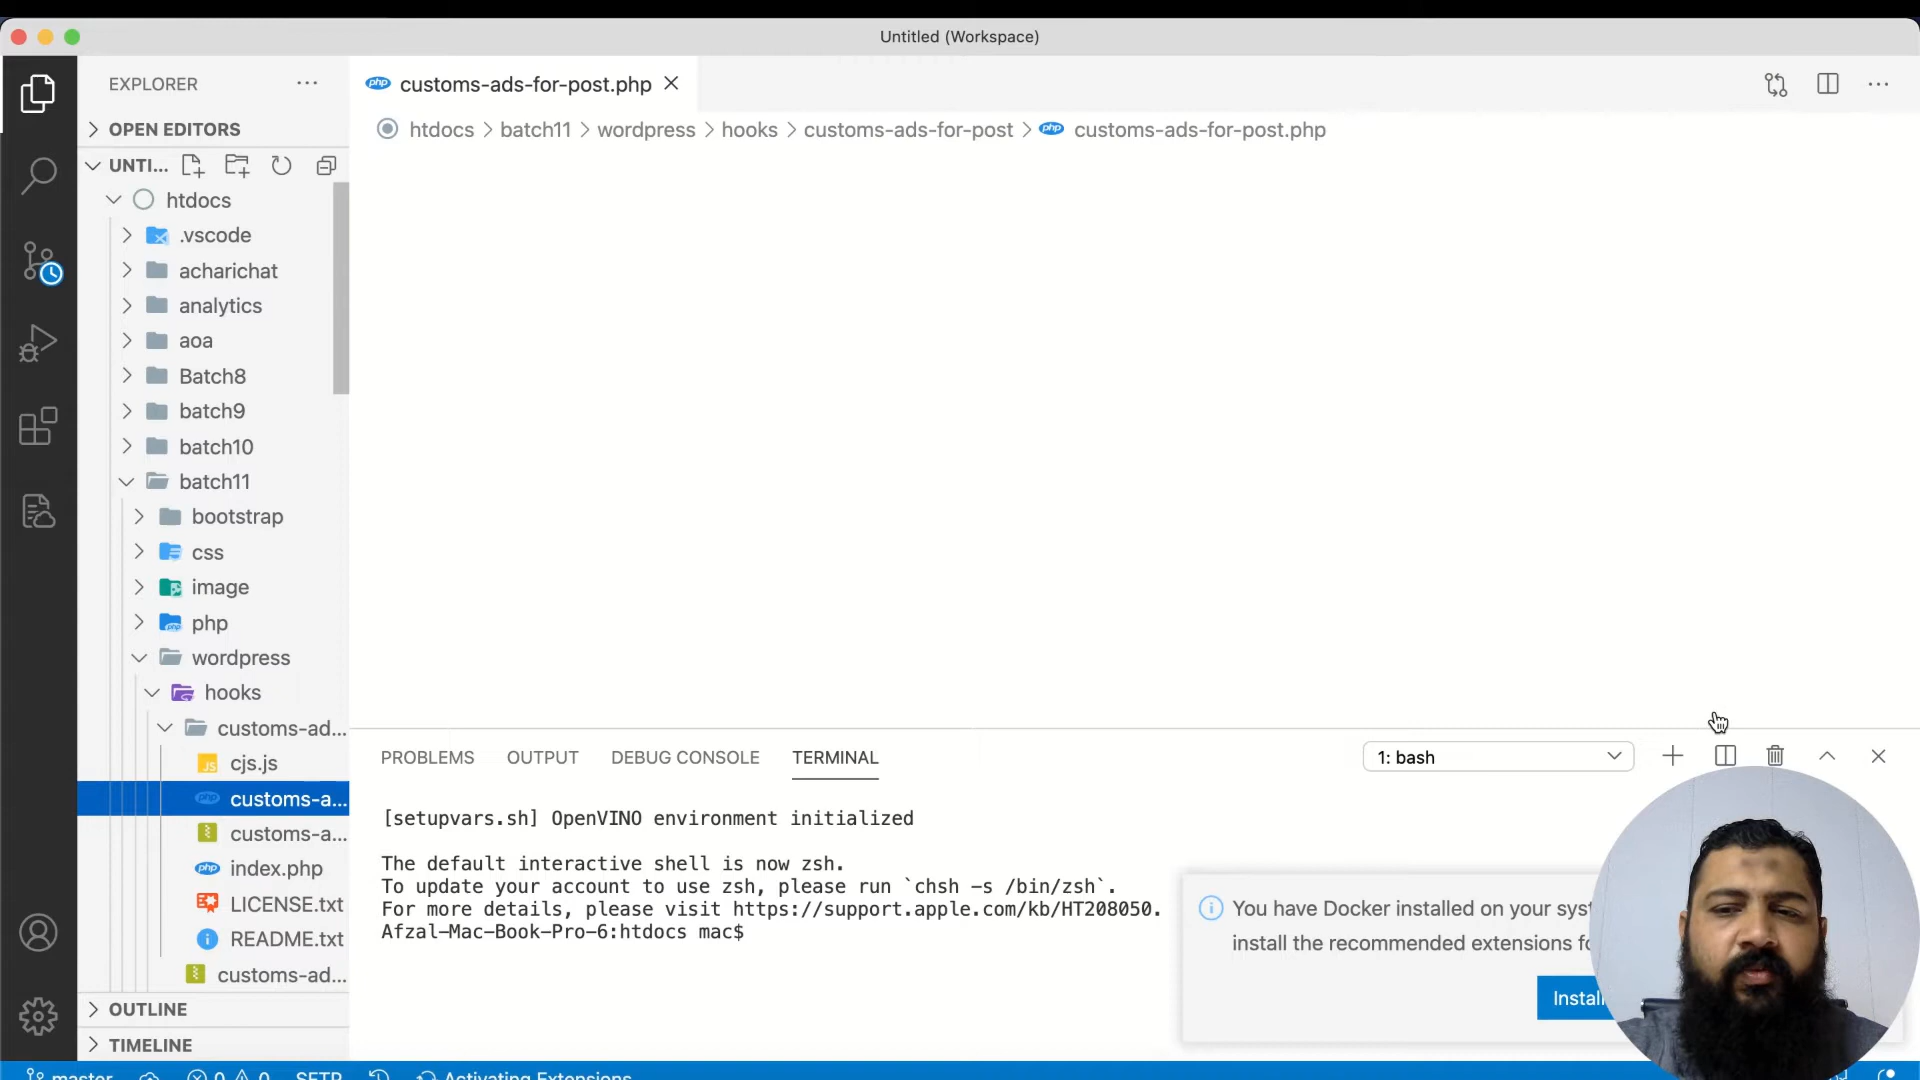 Untitled (Workspace)
EXPLORER
customs-ads-for-post.php
OPEN EDITORS
htdocs > batch11 > wordpress > hooks > customs-ads-for-post > customs-ads-for-post.php
UNTI...
htdocs
.vscode
acharichat
analytics
aoa
Batch8
batch9
batch10
batch11
bootstrap
css
image
php
wordpress
hooks
customs-ad...
cjs.js
customs-a...
customs-a...
index.php
LICENSE.txt
README.txt
customs-ad...
OUTLINE
TIMELINE
PROBLEMS OUTPUT DEBUG CONSOLE TERMINAL
1: bash
[setupvars.sh] OpenVINO environment initialized
The default interactive shell is now zsh.
To update your account to use zsh, please run `chsh -s /bin/zsh`.
For more details, please visit https://support.apple.com/kb/HT208050.
Afzal-Mac-Book-Pro-6:htdocs mac$
You have Docker installed on your
install the recommended extensions
Install
master 0 0 SFTP Activating Extensions